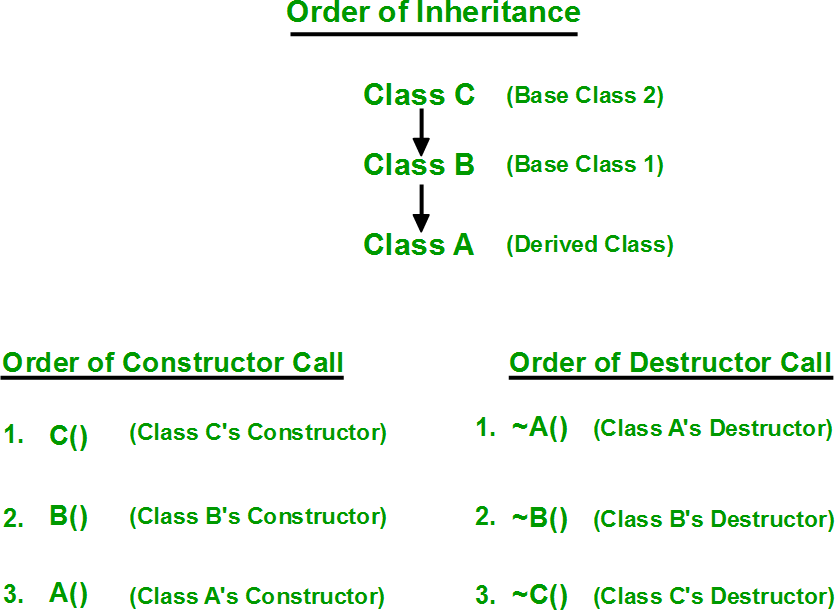 Order of Inheritance
Class C (Base Class 2)
Class B (Base Class 1)
Class A (Derived Class)
Order of Constructor Call
1. C() (Class C's Constructor)
2. B() (Class B's Constructor)
3. A() (Class A's Constructor)
Order of Destructor Call
1. ~A() (Class A's Destructor)
2. ~B() (Class B's Destructor)
3. ~C() (Class C's Destructor)